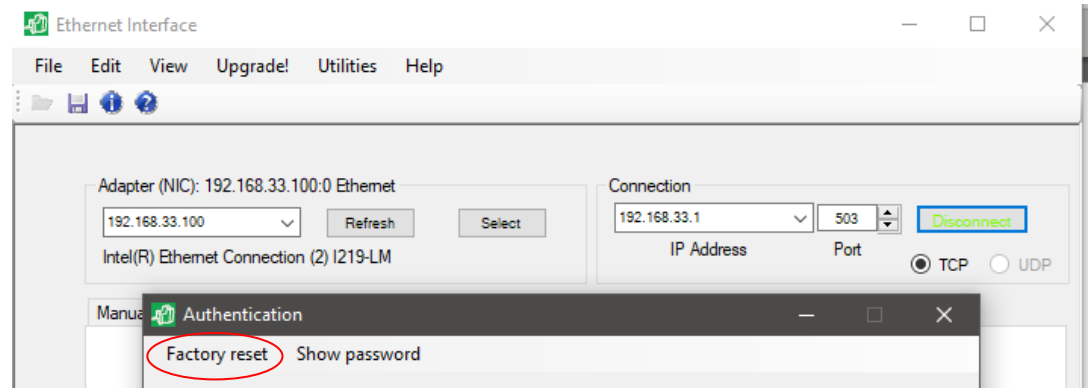 Ethernet Interface
File Edit View Upgrade! Utilities Help
Adapter (NIC): 192.168.33.100:0 Ethernet
192.168.33.100 Refresh Select
Intel(R) Ethernet Connection (2) I219-LM
Connection
192.168.33.1 503 Disconnect
IP Address Port
TCP UDP
Manua
Authentication
Factory reset Show password